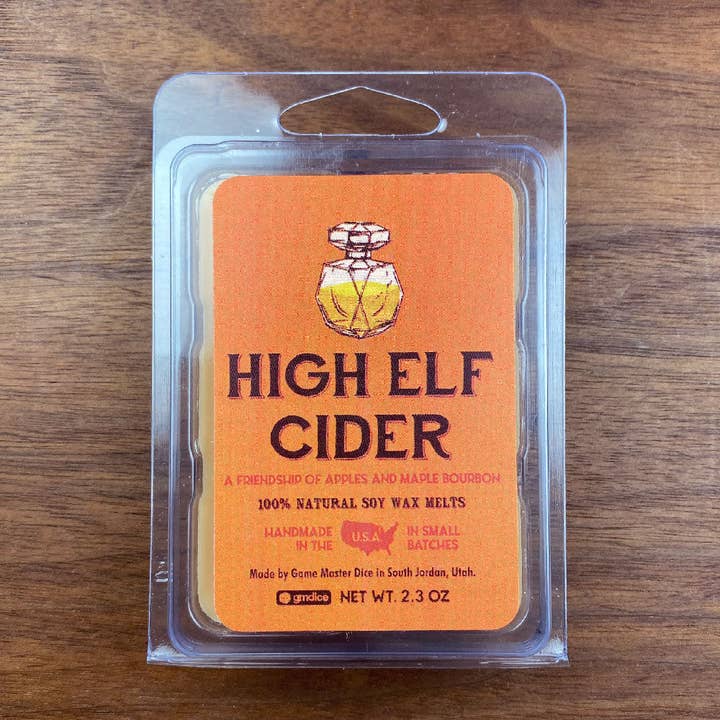 HIGH ELF
CIDER
A FRIENDSHIP OF APPLES AND MAPLE BOURBON
100% NATURAL SOY WAX MELTS
HANDMADE IN THE U.S.A. IN SMALL BATCHES
Made by Game Master Dice in South Jordan, Utah.
gmdice NET WT. 2.3 OZ